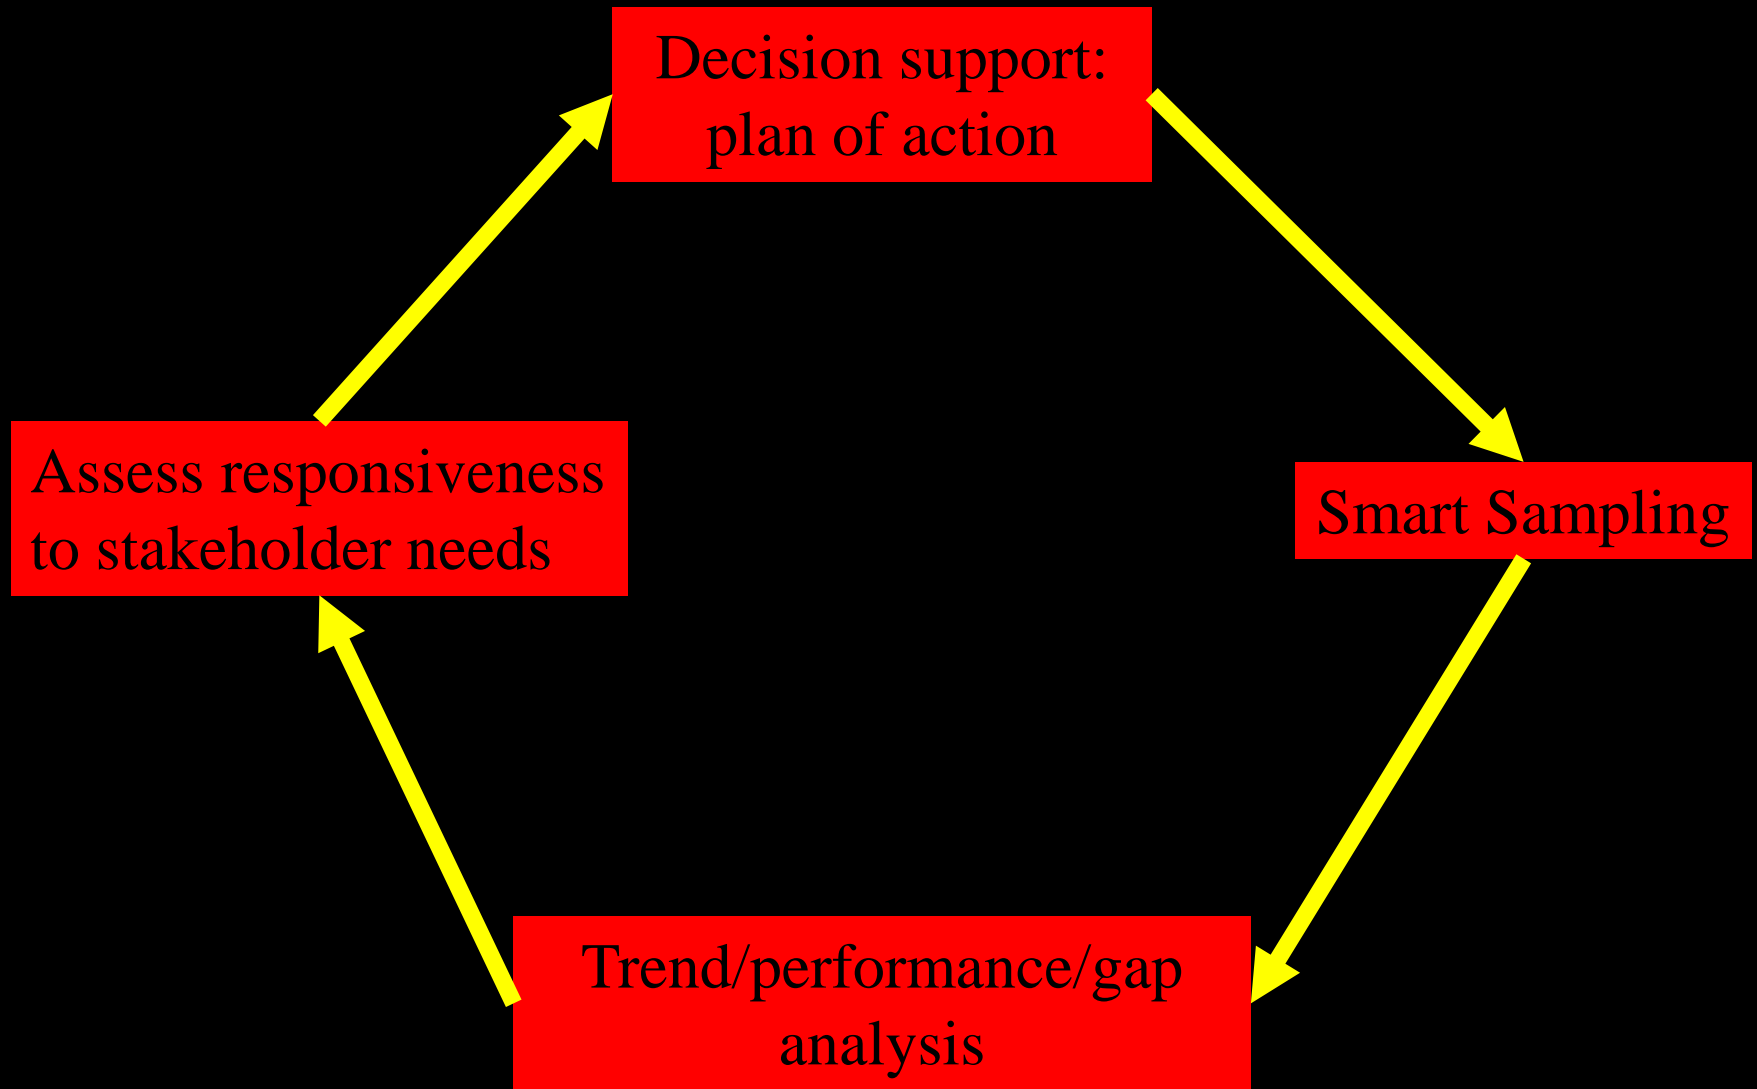 Decision support:
plan of action
Assess responsiveness
to stakeholder needs
Smart Sampling
Trend/performance/gap
analysis